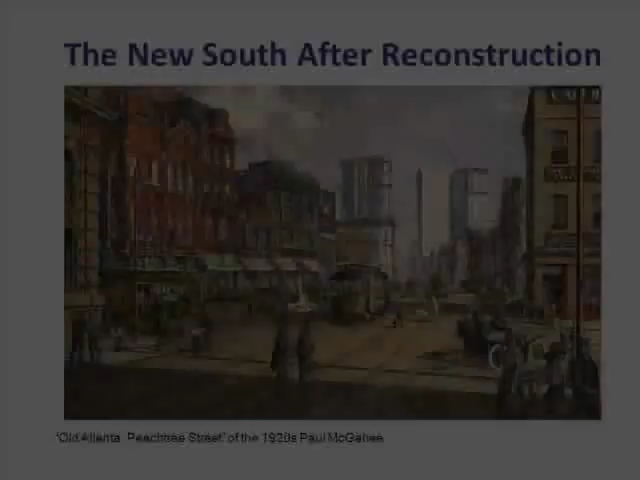 The New South After Reconstruction
"Old Atlanta, Peachtree Street" of the 1920s Paul McGehee